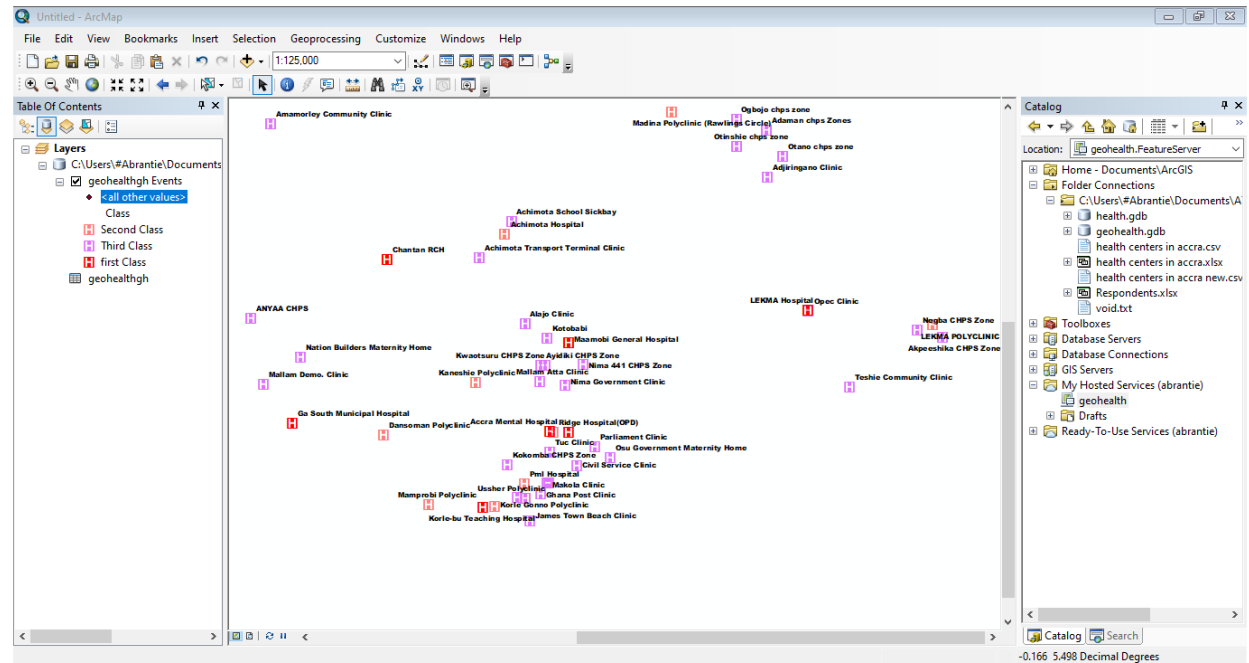 Untitled - ArcMap
File Edit View Bookmarks Insert Selection Geoprocessing Customize Windows Help
1:125,000
Table Of Contents
Layers
C:\Users\#Abrantie\Documents
geohealthgh Events
<all other values>
Class
Second Class
Third Class
first Class
geohealthgh
Amamorley Community Clinic
Ogbojo chps zone
Madina Polyclinic (Rawlings Circle)
Adaman chps Zones
Otinshie chps zone
Otano chps zone
Adjiringano Clinic
Achimota School Sickbay
Achimota Hospital
Chantan RCH
Achimota Transport Terminal Clinic
ANYAA CHPS
LEKMA Hospital
Opec Clinic
Alajo Clinic
Negba CHPS Zone
Kotobabi
LEKMA POLYCLINIC
Maamobi General Hospital
Akpeeshika CHPS Zone
Nation Builders Maternity Home
Kwaotsuru CHPS Zone
Ayidiki CHPS Zone
Nima 441 CHPS Zone
Mallam Demo. Clinic
Kaneshie Polyclinic
Mallam Atta Clinic
Nima Government Clinic
Teshie Community Clinic
Ga South Municipal Hospital
Dansoman Polyclinic
Accra Mental Hospital
Ridge Hospital(OPD)
Parliament Clinic
Tuc Clinic
Osu Government Maternity Home
Kokomba CHPS Zone
Civil Service Clinic
Pml Hospital
Makola Clinic
Ussher Polyclinic
Mamprobi Polyclinic
Ghana Post Clinic
Korle Gonno Polyclinic
Korle-bu Teaching Hospital
James Town Beach Clinic
Catalog
Location: geohealth.FeatureServer
Home - Documents\ArcGIS
Folder Connections
C:\Users\#Abrantie\Documents\A
health.gdb
geohealth.gdb
health centers in accra.csv
health centers in accra.xlsx
health centers in accra new.csv
Respondents.xlsx
void.txt
Toolboxes
Database Servers
Database Connections
GIS Servers
My Hosted Services (abrantie)
geohealth
Drafts
Ready-To-Use Services (abrantie)
Catalog Search
-0.166 5.498 Decimal Degrees